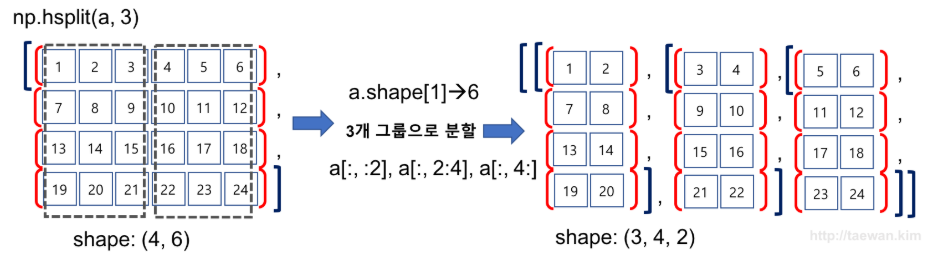 np.hsplit(a, 3)
[ ( 1 2 3 4 5 6 ) ,
( 7 8 9 10 11 12 ) ,
( 13 14 15 16 17 18 ) ,
( 19 20 21 22 23 24 ) ]
shape: (4, 6)
a.shape[1]→6
3개 그룹으로 분할
a[:, :2], a[:, 2:4], a[:, 4:]
[ [ ( 1 2 ) , [ ( 3 4 ) , [ ( 5 6 ) ,
( 7 8 ) ( 9 10 ) ( 11 12 ) ,
( 13 14 ) , ( 15 16 ) , ( 17 18 ) ,
( 19 20 ) ] , ( 21 22 ) ] , ( 23 24 ) ] ]
shape: (3, 4, 2)
http://taewan.kim